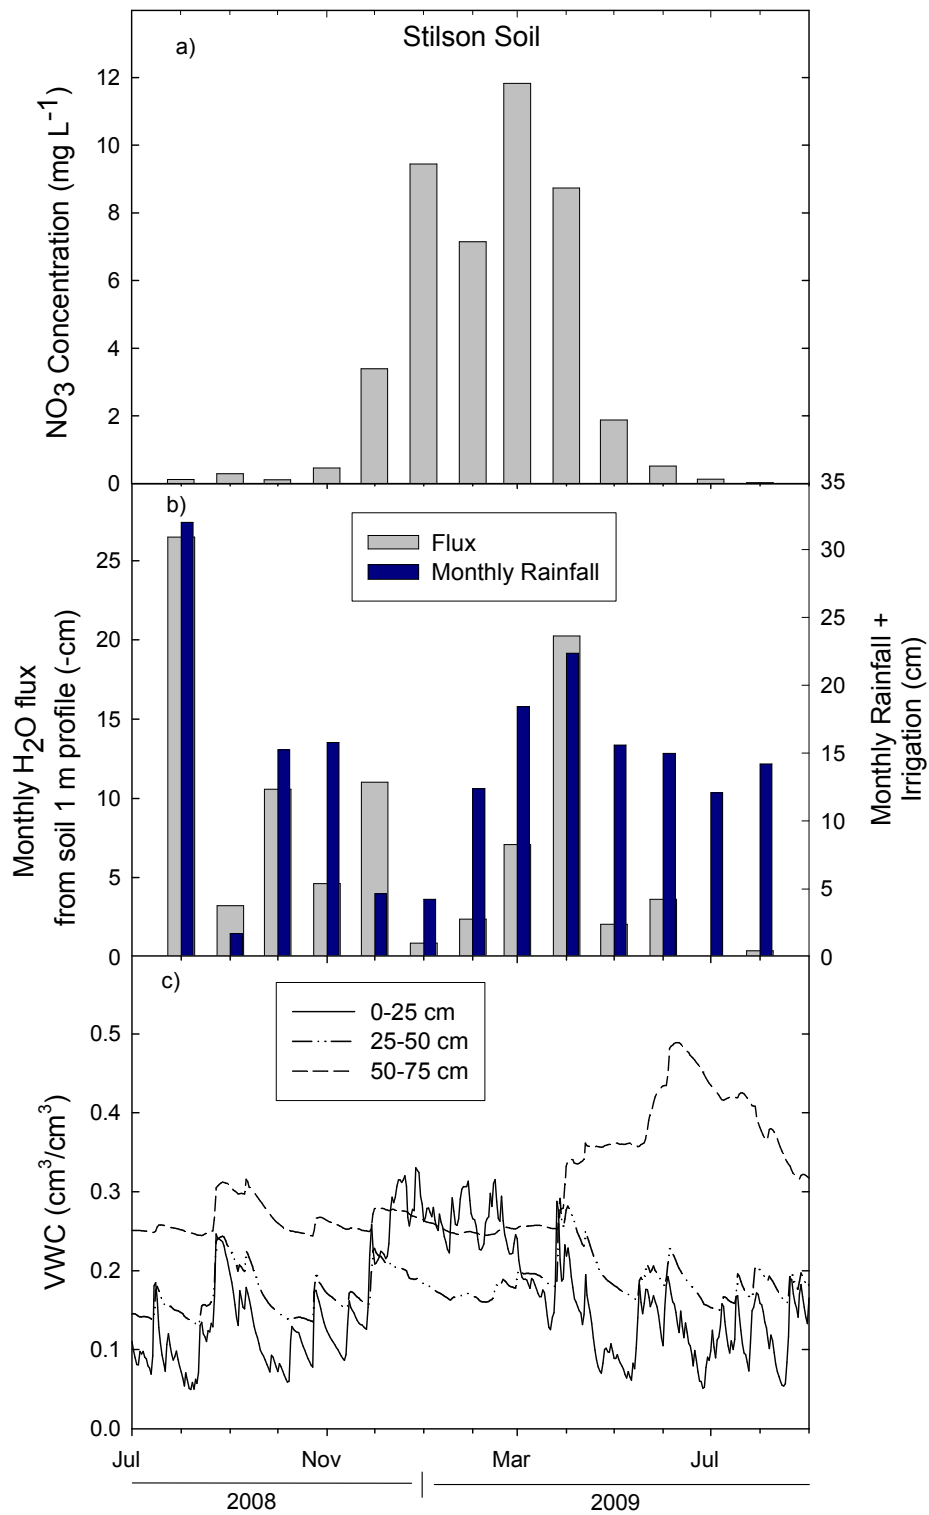 Stilson Soil
a)
NO3 Concentration (mg L-1)
12
10
8
6
4
2
0
b)
Flux
Monthly Rainfall
Monthly H2O flux
from soil 1 m profile (-cm)
25
20
15
10
5
0
35
30
25
20
15
10
5
0
Monthly Rainfall +
Irrigation (cm)
c)
0-25 cm
25-50 cm
50-75 cm
VWC (cm3/cm3)
0.5
0.4
0.3
0.2
0.1
0.0
Jul Nov Mar Jul
2008 2009